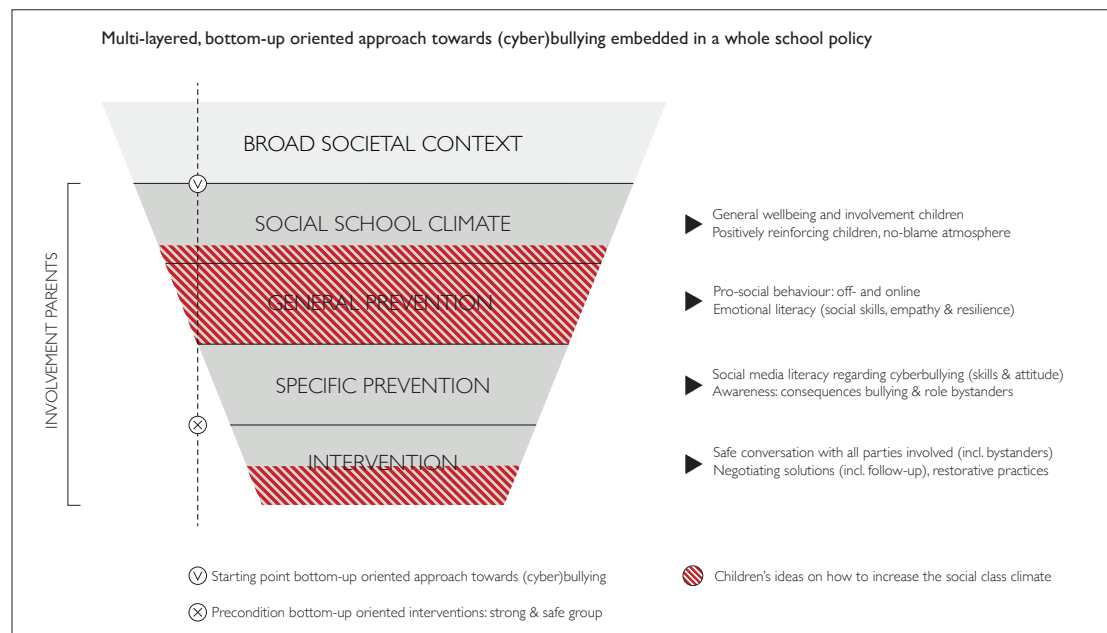 Multi-layered, bottom-up oriented approach towards (cyber)bullying embedded in a whole school policy
BROAD SOCIETAL CONTEXT
V
SOCIAL SCHOOL CLIMATE
General wellbeing and involvement children
Positively reinforcing children, no-blame atmosphere
INVOLVEMENT PARENTS
GENERAL PREVENTION
Pro-social behaviour: off- and online
Emotional literacy (social skills, empathy & resilience)
SPECIFIC PREVENTION
Social media literacy regarding cyberbullying (skills & attitude)
Awareness: consequences bullying & role bystanders
X
INTERVENTION
Safe conversation with all parties involved (incl. bystanders)
Negotiating solutions (incl. follow-up), restorative practices
V Starting point bottom-up oriented approach towards (cyber)bullying
Children's ideas on how to increase the social class climate
X Precondition bottom-up oriented interventions: strong & safe group